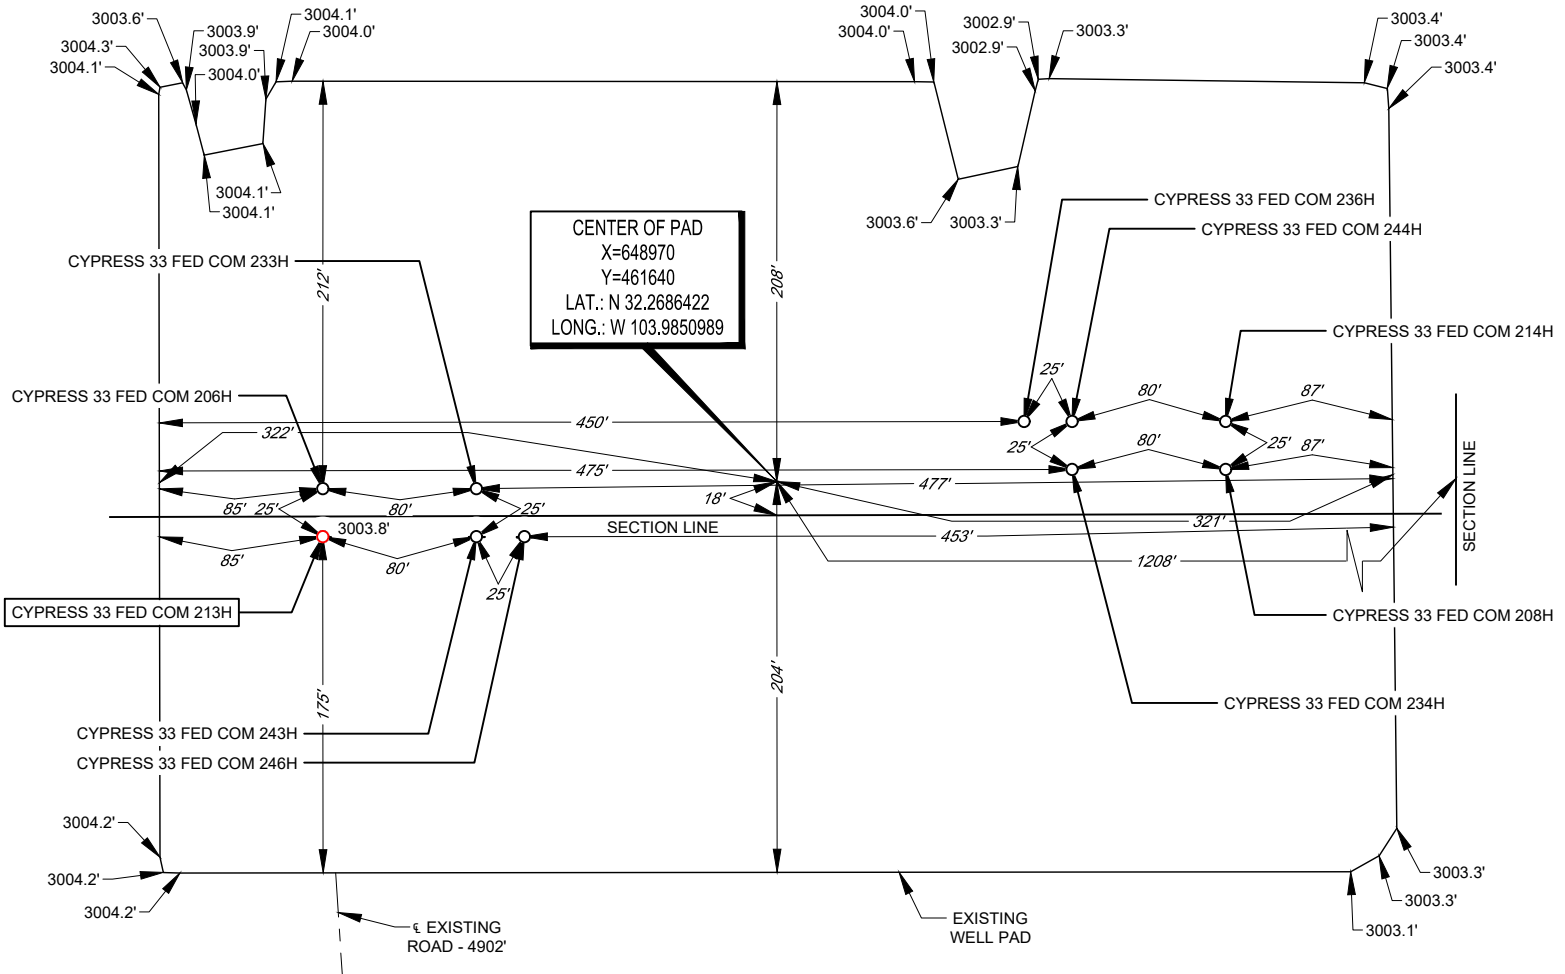 3004.1'
3003.6'
3004.0'
3003.9'
3004.3'
3003.9'
3004.1'
3004.0'
3004.0'
3004.0'
3002.9'
3003.3'
3002.9'
3003.4'
3003.4'
3003.4'
3004.1'
3004.1'
3003.6'
3003.3'
CYPRESS 33 FED COM 236H
CYPRESS 33 FED COM 244H
CENTER OF PAD
X=648970
Y=461640
LAT.: N 32.2686422
LONG.: W 103.9850989
CYPRESS 33 FED COM 233H
212'
208'
CYPRESS 33 FED COM 214H
CYPRESS 33 FED COM 206H
25'
80'
87'
450'
322'
25'
80'
25'
87'
475'
477'
18'
85'
25'
80'
25'
321'
SECTION LINE
SECTION LINE
3003.8'
453'
85'
80'
1208'
25'
CYPRESS 33 FED COM 213H
CYPRESS 33 FED COM 208H
175'
204'
CYPRESS 33 FED COM 234H
CYPRESS 33 FED COM 243H
CYPRESS 33 FED COM 246H
3004.2'
3004.2'
3004.2'
℄ EXISTING
ROAD - 4902'
EXISTING
WELL PAD
3003.3'
3003.3'
3003.1'